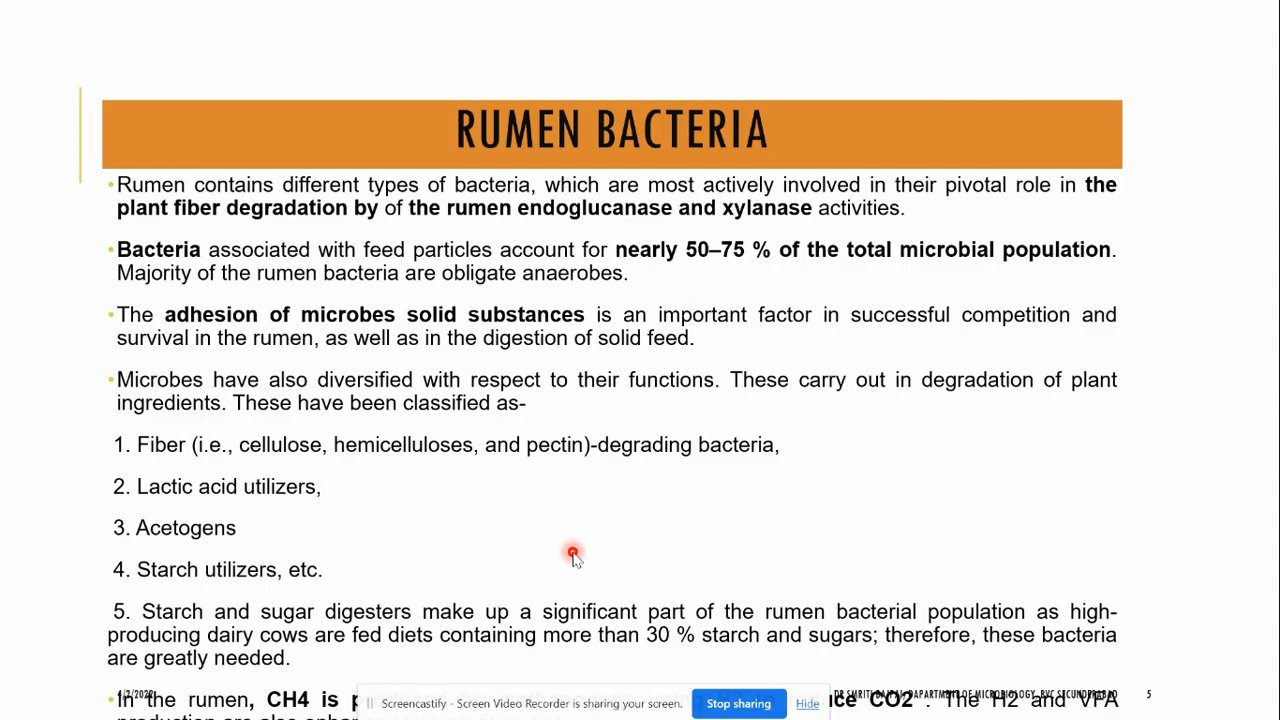 RUMEN BACTERIA
•Rumen contains different types of bacteria, which are most actively involved in their pivotal role in the
plant fiber degradation by of the rumen endoglucanase and xylanase activities.
•Bacteria associated with feed particles account for nearly 50–75 % of the total microbial population.
Majority of the rumen bacteria are obligate anaerobes.
•The adhesion of microbes solid substances is an important factor in successful competition and
survival in the rumen, as well as in the digestion of solid feed.
•Microbes have also diversified with respect to their functions. These carry out in degradation of plant
ingredients. These have been classified as-
1. Fiber (i.e., cellulose, hemicelluloses, and pectin)-degrading bacteria,
2. Lactic acid utilizers,
3. Acetogens
4. Starch utilizers, etc.
5. Starch and sugar digesters make up a significant part of the rumen bacterial population as high-
producing dairy cows are fed diets containing more than 30 % starch and sugars; therefore, these bacteria
are greatly needed.
•In the rumen, CH4 is CO2 . The H2 and VFA
5
Screencastify - Screen Video Recorder is sharing your screen. Stop sharing Hide